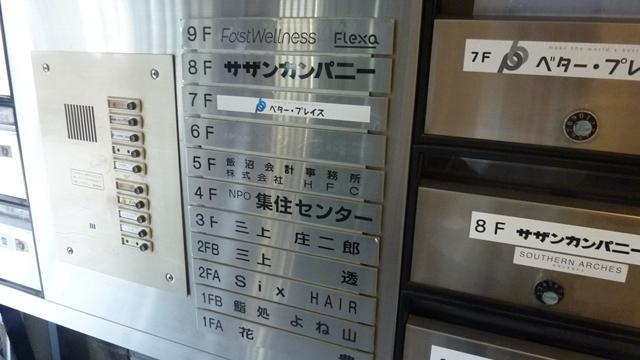 9F FastWellness Flexa
8F サザンカンパニー
7F ベター・プレイス
6F
5F 飯沼会計事務所
株式会社 HFC
4F NPO 集住センター
3F 三上 庄二郎
2FB 三上 透
2FA Six HAIR
1FB 鮨処 よね山
1FA 花
7F make the world a
ベター・プレ
8F サザンカンパニー
SOUTHERN ARCHES